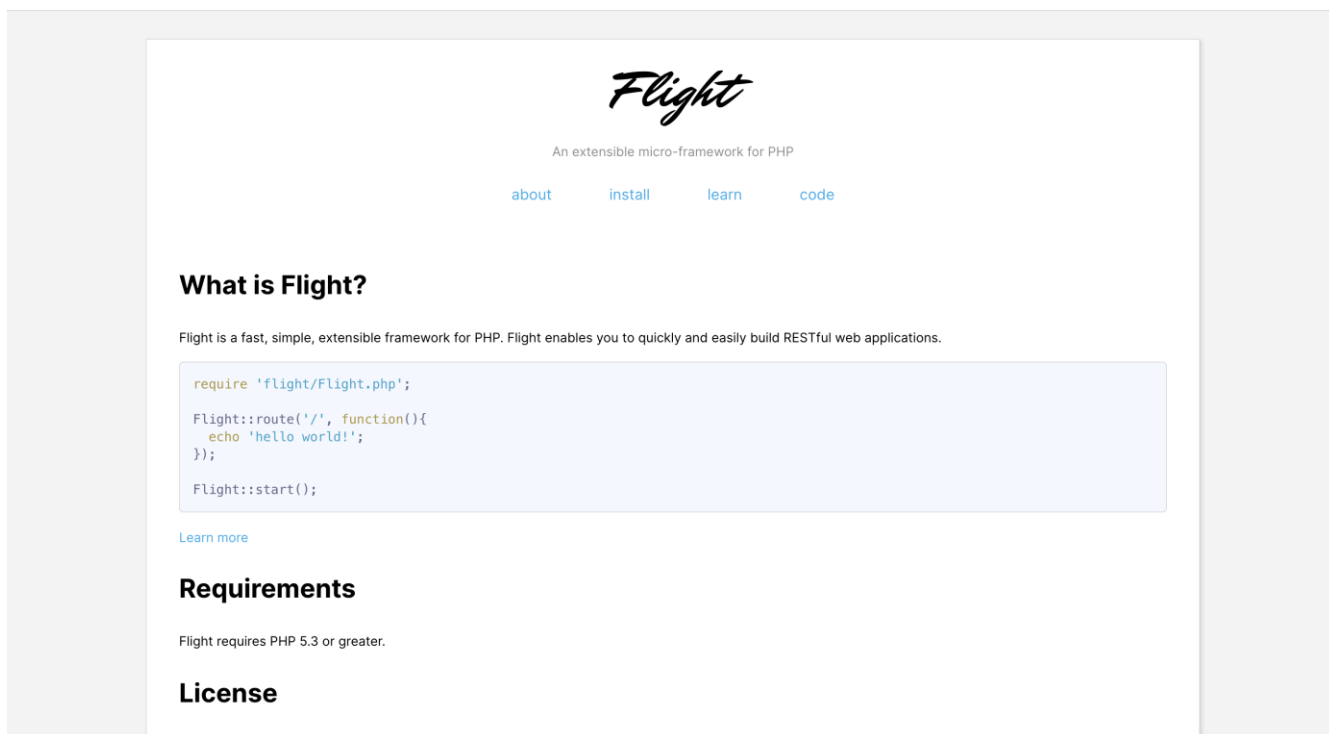 Flight
An extensible micro-framework for PHP
about install learn code
What is Flight?
Flight is a fast, simple, extensible framework for PHP. Flight enables you to quickly and easily build RESTful web applications.
require 'flight/Flight.php';
Flight::route('/', function(){
  echo 'hello world!';
});
Flight::start();
Learn more
Requirements
Flight requires PHP 5.3 or greater.
License